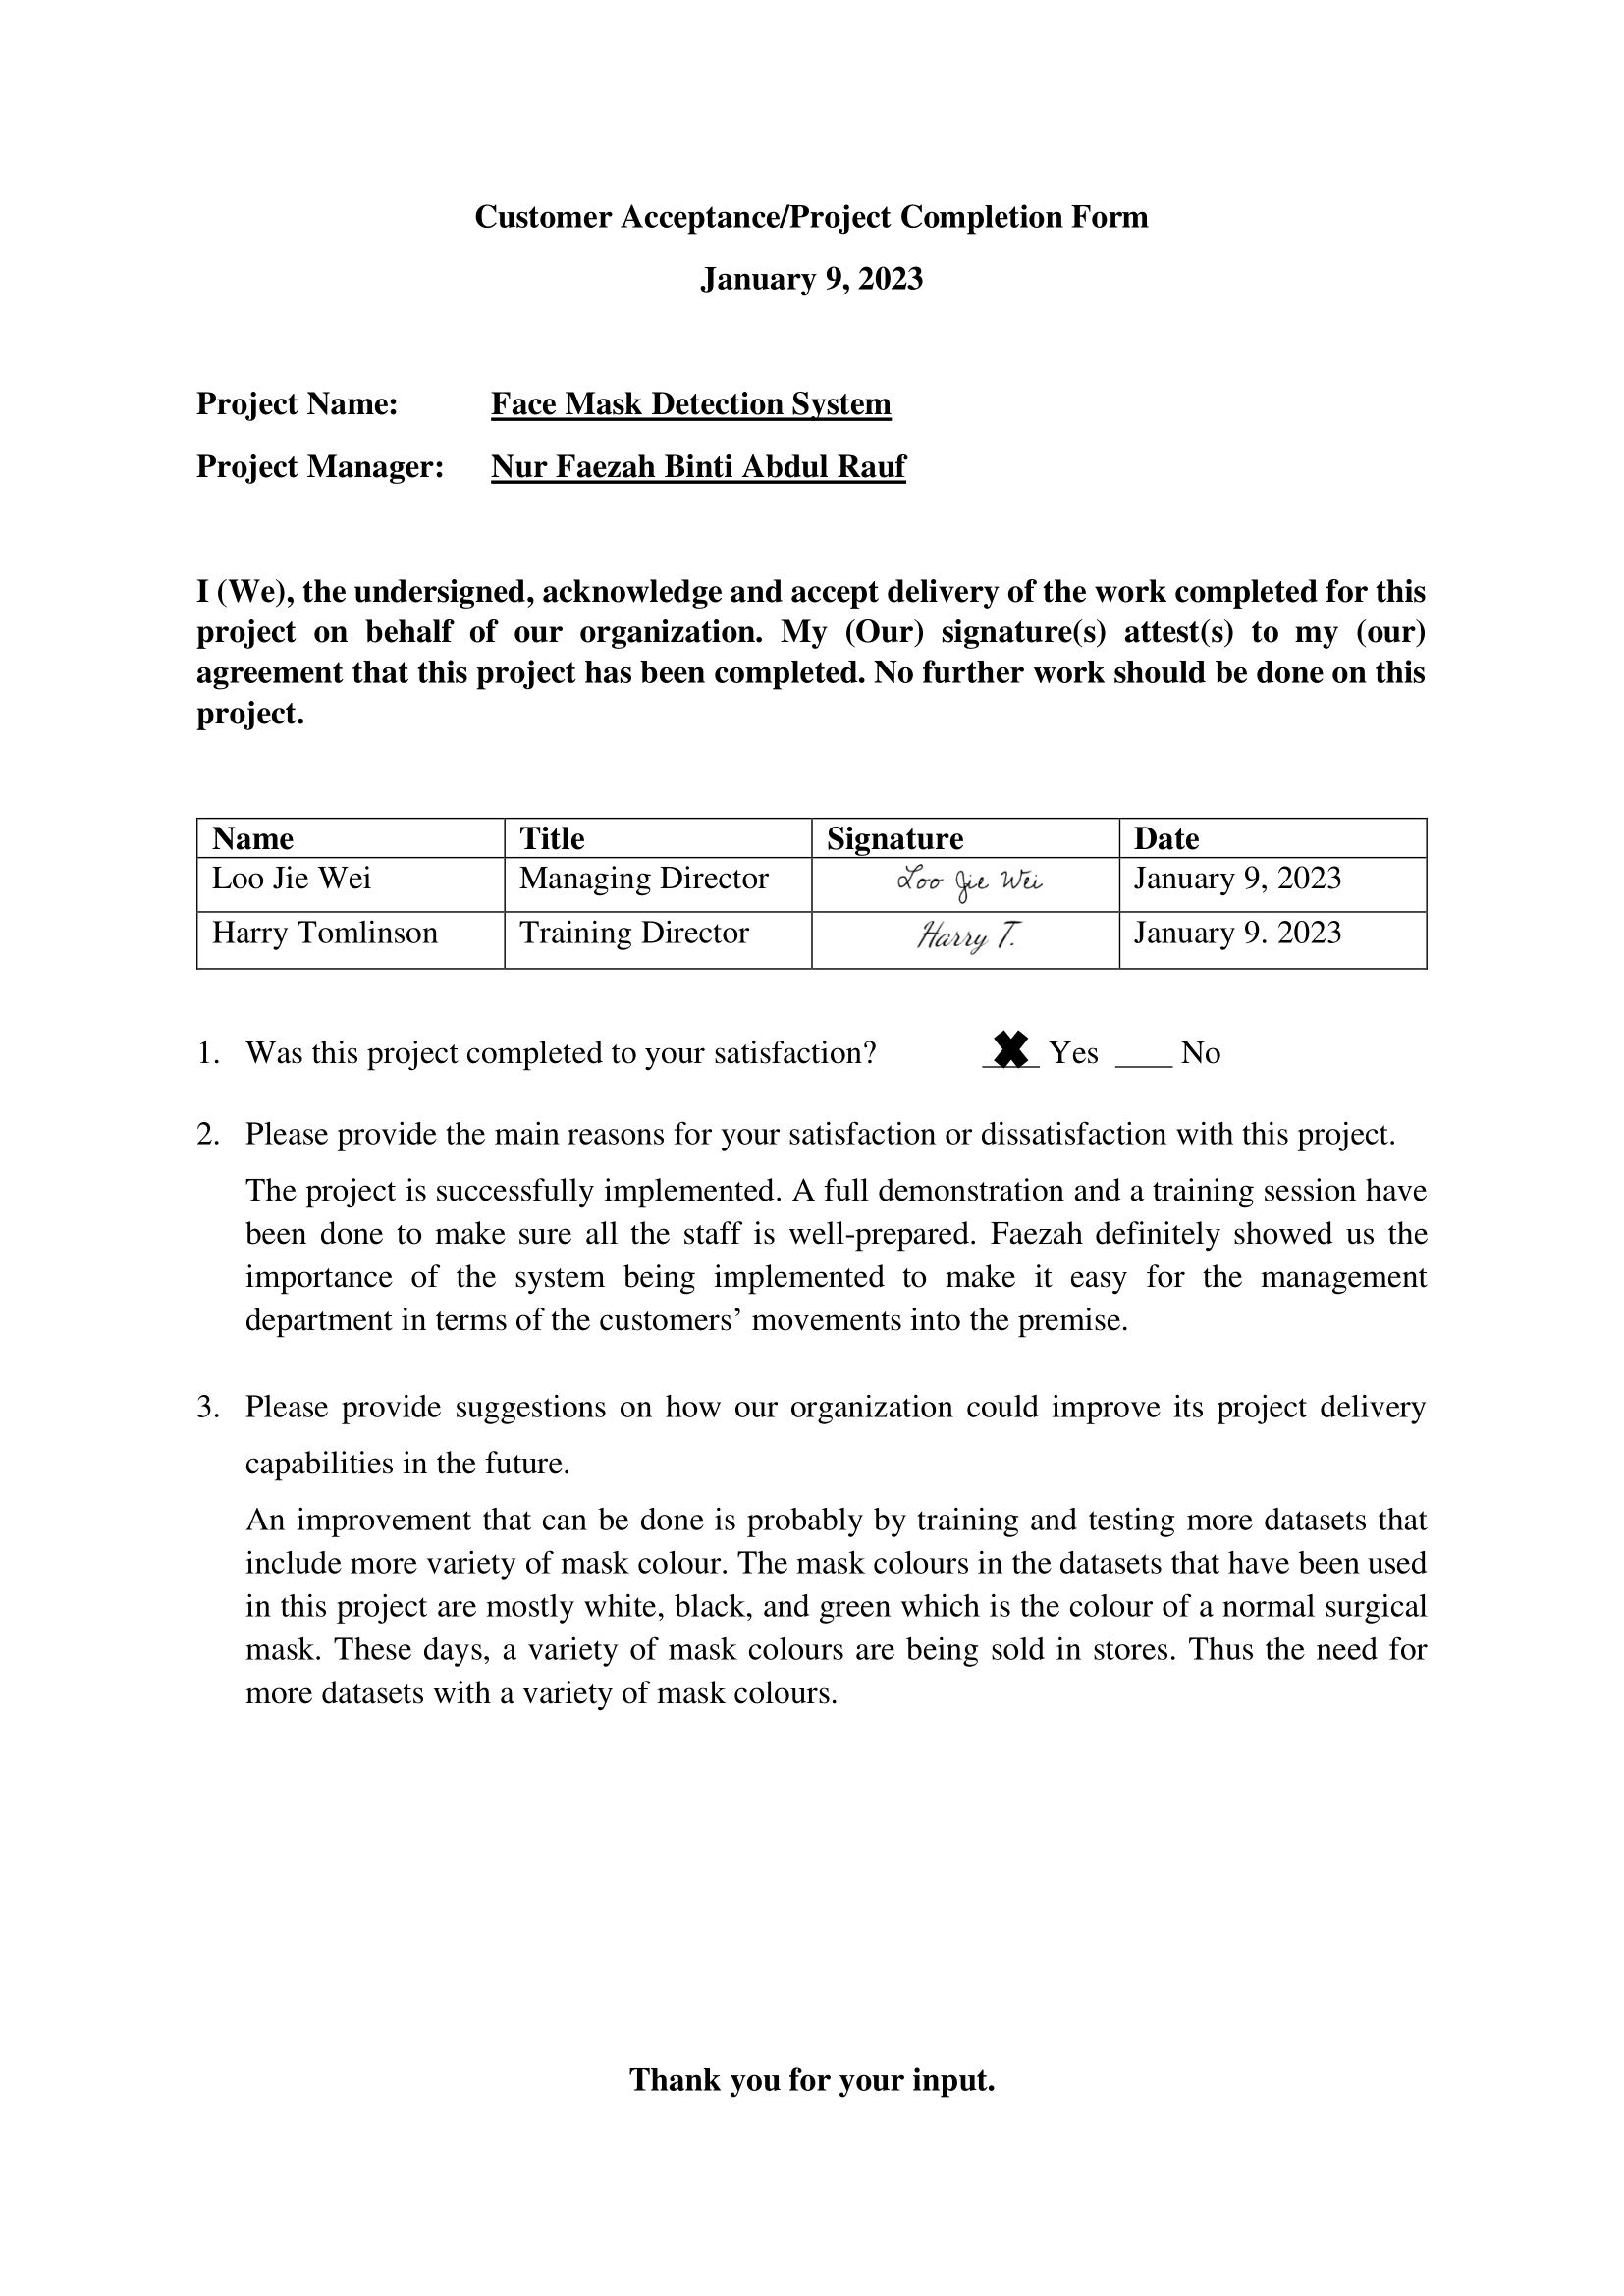 Customer Acceptance/Project Completion Form
January 9, 2023
Project Name: Face Mask Detection System
Project Manager: Nur Faezah Binti Abdul Rauf
I (We), the undersigned, acknowledge and accept delivery of the work completed for this
project on behalf of our organization. My (Our) signature(s) attest(s) to my (our)
agreement that this project has been completed. No further work should be done on this
project.
Name Title Signature Date
Loo Jie Wei Managing Director Loo Jie Wei January 9, 2023
Harry Tomlinson Training Director Harry T. January 9. 2023
1. Was this project completed to your satisfaction? ✖ Yes ____ No
2. Please provide the main reasons for your satisfaction or dissatisfaction with this project.
The project is successfully implemented. A full demonstration and a training session have
been done to make sure all the staff is well-prepared. Faezah definitely showed us the
importance of the system being implemented to make it easy for the management
department in terms of the customers’ movements into the premise.
3. Please provide suggestions on how our organization could improve its project delivery
capabilities in the future.
An improvement that can be done is probably by training and testing more datasets that
include more variety of mask colour. The mask colours in the datasets that have been used
in this project are mostly white, black, and green which is the colour of a normal surgical
mask. These days, a variety of mask colours are being sold in stores. Thus the need for
more datasets with a variety of mask colours.
Thank you for your input.